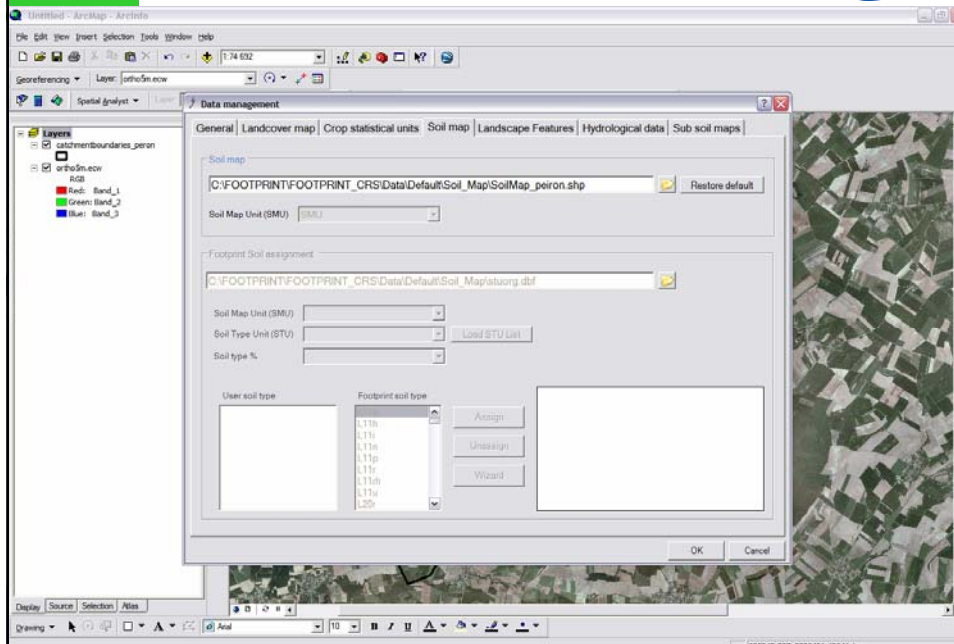 Untitled - ArcMap - ArcInfo
File Edit View Insert Selection Tools Window Help
1:74 692
Georeferencing Layer: ortho5m.ecw
Spatial Analyst Layer
Data management
General Landcover map Crop statistical units Soil map Landscape Features Hydrological data Sub soil maps
Layers
catchmentboundaries_peron
ortho5m.ecw
RGB
Red: Band_1
Green: Band_2
Blue: Band_3
Soil map
C:\FOOTPRINT\FOOTPRINT_CRS\Data\Default\Soil_Map\SoilMap_peiron.shp
Restore default
Soil Map Unit (SMU) SMU
Footprint Soil assignment
C:\FOOTPRINT\FOOTPRINT_CRS\Data\Default\Soil_Map\stuorg.dbf
Soil Map Unit (SMU)
Soil Type Unit (STU) Load STU List
Soil type %
User soil type Footprint soil type
L11h
L11i
L11n
L11p
L11r
L11rh
L11u
L20r
Assign
Unassign
Wizard
OK Cancel
Display Source Selection Atlas
Drawing A Arial 10 B I U A